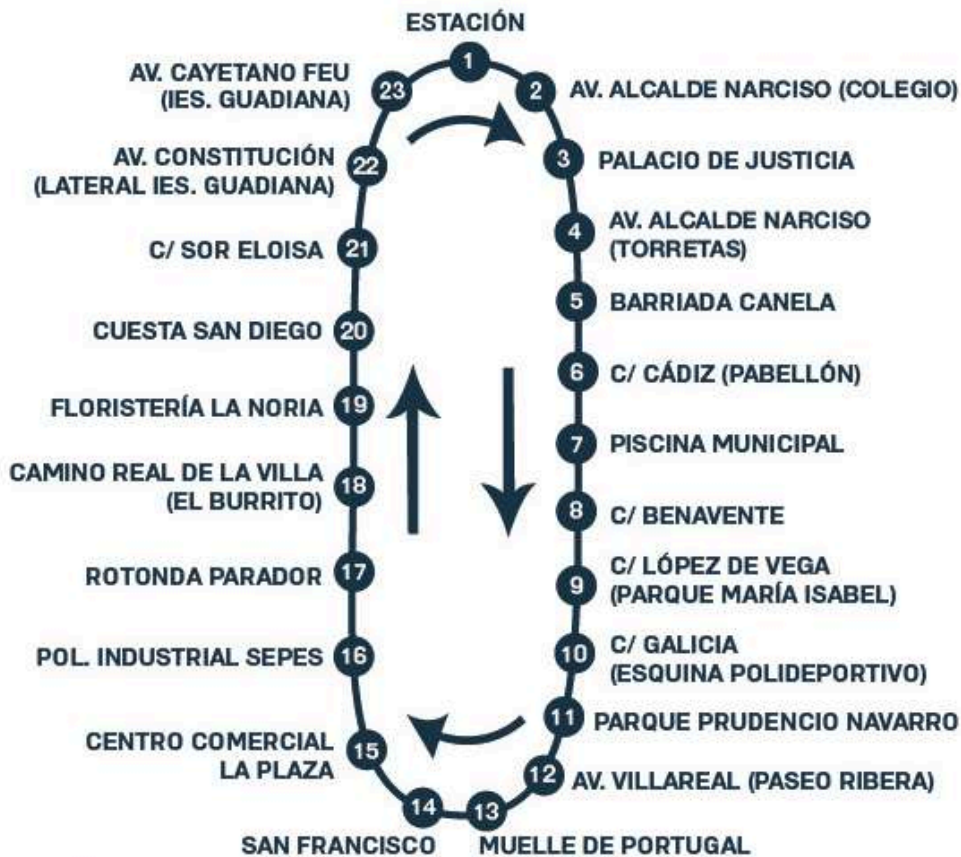 ESTACIÓN
1
2
AV. ALCALDE NARCISO (COLEGIO)
3
PALACIO DE JUSTICIA
4
AV. ALCALDE NARCISO
(TORRETAS)
5
BARRIADA CANELA
6
C/ CÁDIZ (PABELLÓN)
7
PISCINA MUNICIPAL
8
C/ BENAVENTE
9
C/ LÓPEZ DE VEGA
(PARQUE MARÍA ISABEL)
10
C/ GALICIA
(ESQUINA POLIDEPORTIVO)
11
PARQUE PRUDENCIO NAVARRO
12
AV. VILLAREAL (PASEO RIBERA)
13
MUELLE DE PORTUGAL
14
SAN FRANCISCO
15
CENTRO COMERCIAL
LA PLAZA
16
POL. INDUSTRIAL SEPES
17
ROTONDA PARADOR
18
CAMINO REAL DE LA VILLA
(EL BURRITO)
19
FLORISTERÍA LA NORIA
20
CUESTA SAN DIEGO
21
C/ SOR ELOISA
22
AV. CONSTITUCIÓN
(LATERAL IES. GUADIANA)
23
AV. CAYETANO FEU
(IES. GUADIANA)